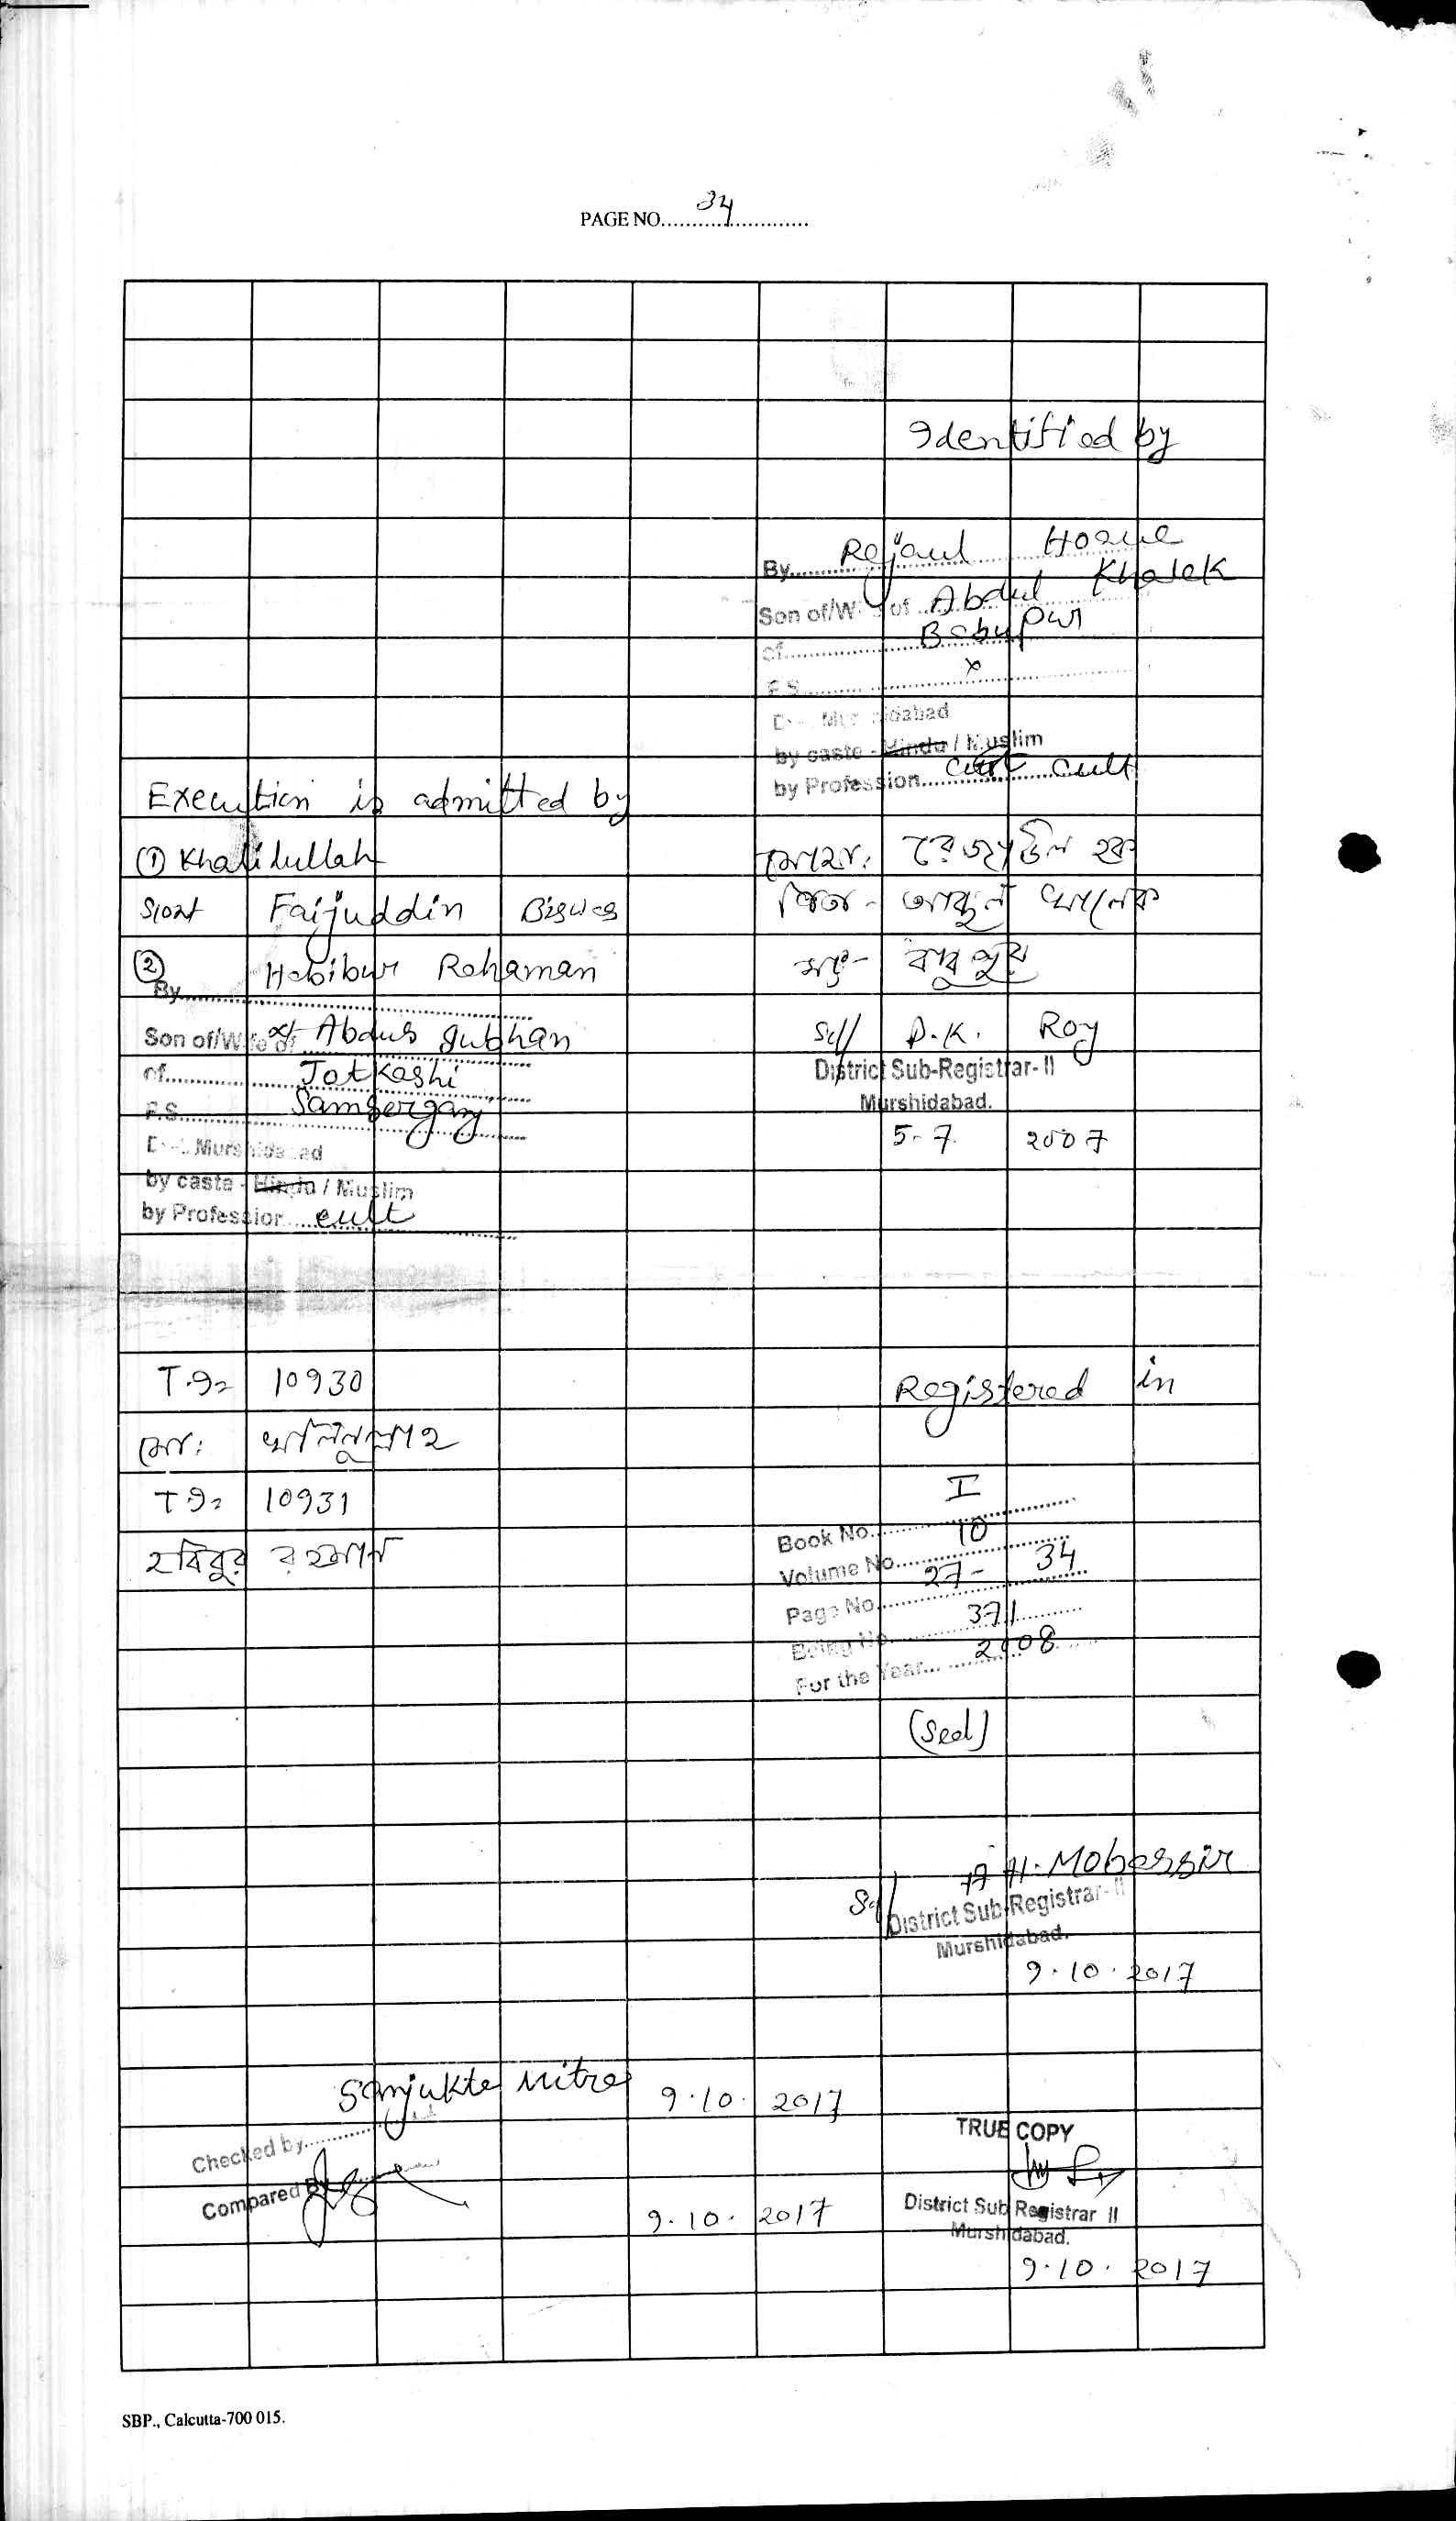 PAGE NO. 34
Identified by
By Rejaul Hoque
Son of/Wife of Abdul Khalek
of Babupur
P.S. x
Dist. Murshidabad
by caste - Hindu / Muslim
by Profession cult
Execution is admitted by
① Khalidullah
S/o Faijuddin Biswas
② Habibur Rahaman
By
Son of/Wife of Abdus Subhan
of Jotkashi
P.S. Samserganj
Dist. Murshidabad
by caste - Hindu / Muslim
by Profession cult
রেজাউল হক
পিতা - আব্দুল খালেক
সাং - বাবুপুর
Sd/ D.K. Roy
District Sub-Registrar-II
Murshidabad.
5-7. 2007
10930
মোঃ
10931
হবিবুর রহমান
Registered in
Book No. I
Volume No. 10
Page No. 27- 34
Being No. 371
For the Year 2008
(Seal)
Sd/ A H. Mobassir
District Sub-Registrar-II
Murshidabad.
9.10.2017
Sanjukta Mitra 9.10.2017
Checked by
Compared By
9.10.2017
TRUE COPY
District Sub Registrar II
Murshidabad.
9.10.2017
SBP., Calcutta-700 015.